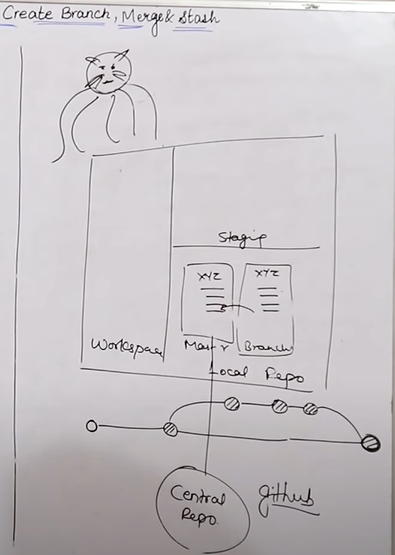 Create Branch, Merge & Stash
Staging
XYZ XYZ
Workspace Master Branch
Local Repo
Central
Repo
github